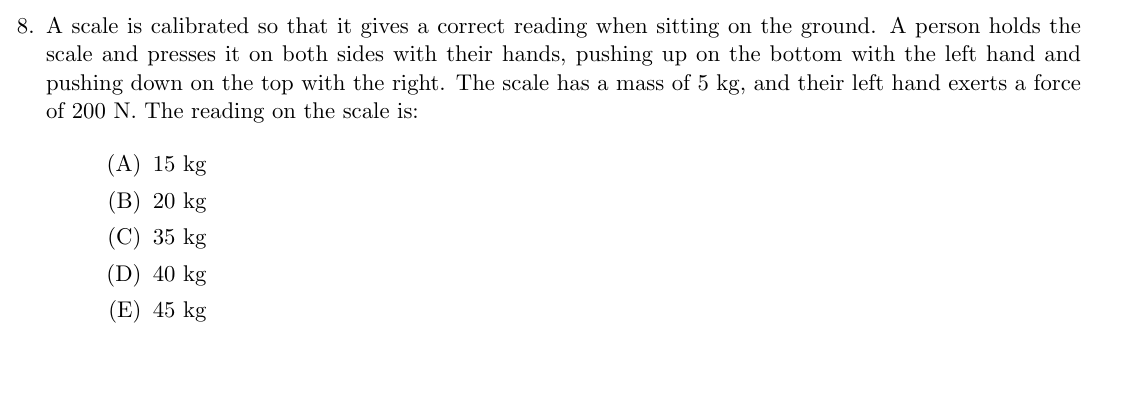 8. A scale is calibrated so that it gives a correct reading when sitting on the ground. A person holds the
scale and presses it on both sides with their hands, pushing up on the bottom with the left hand and
pushing down on the top with the right. The scale has a mass of 5 kg, and their left hand exerts a force
of 200 N. The reading on the scale is:
(A) 15 kg
(B) 20 kg
(C) 35 kg
(D) 40 kg
(E) 45 kg